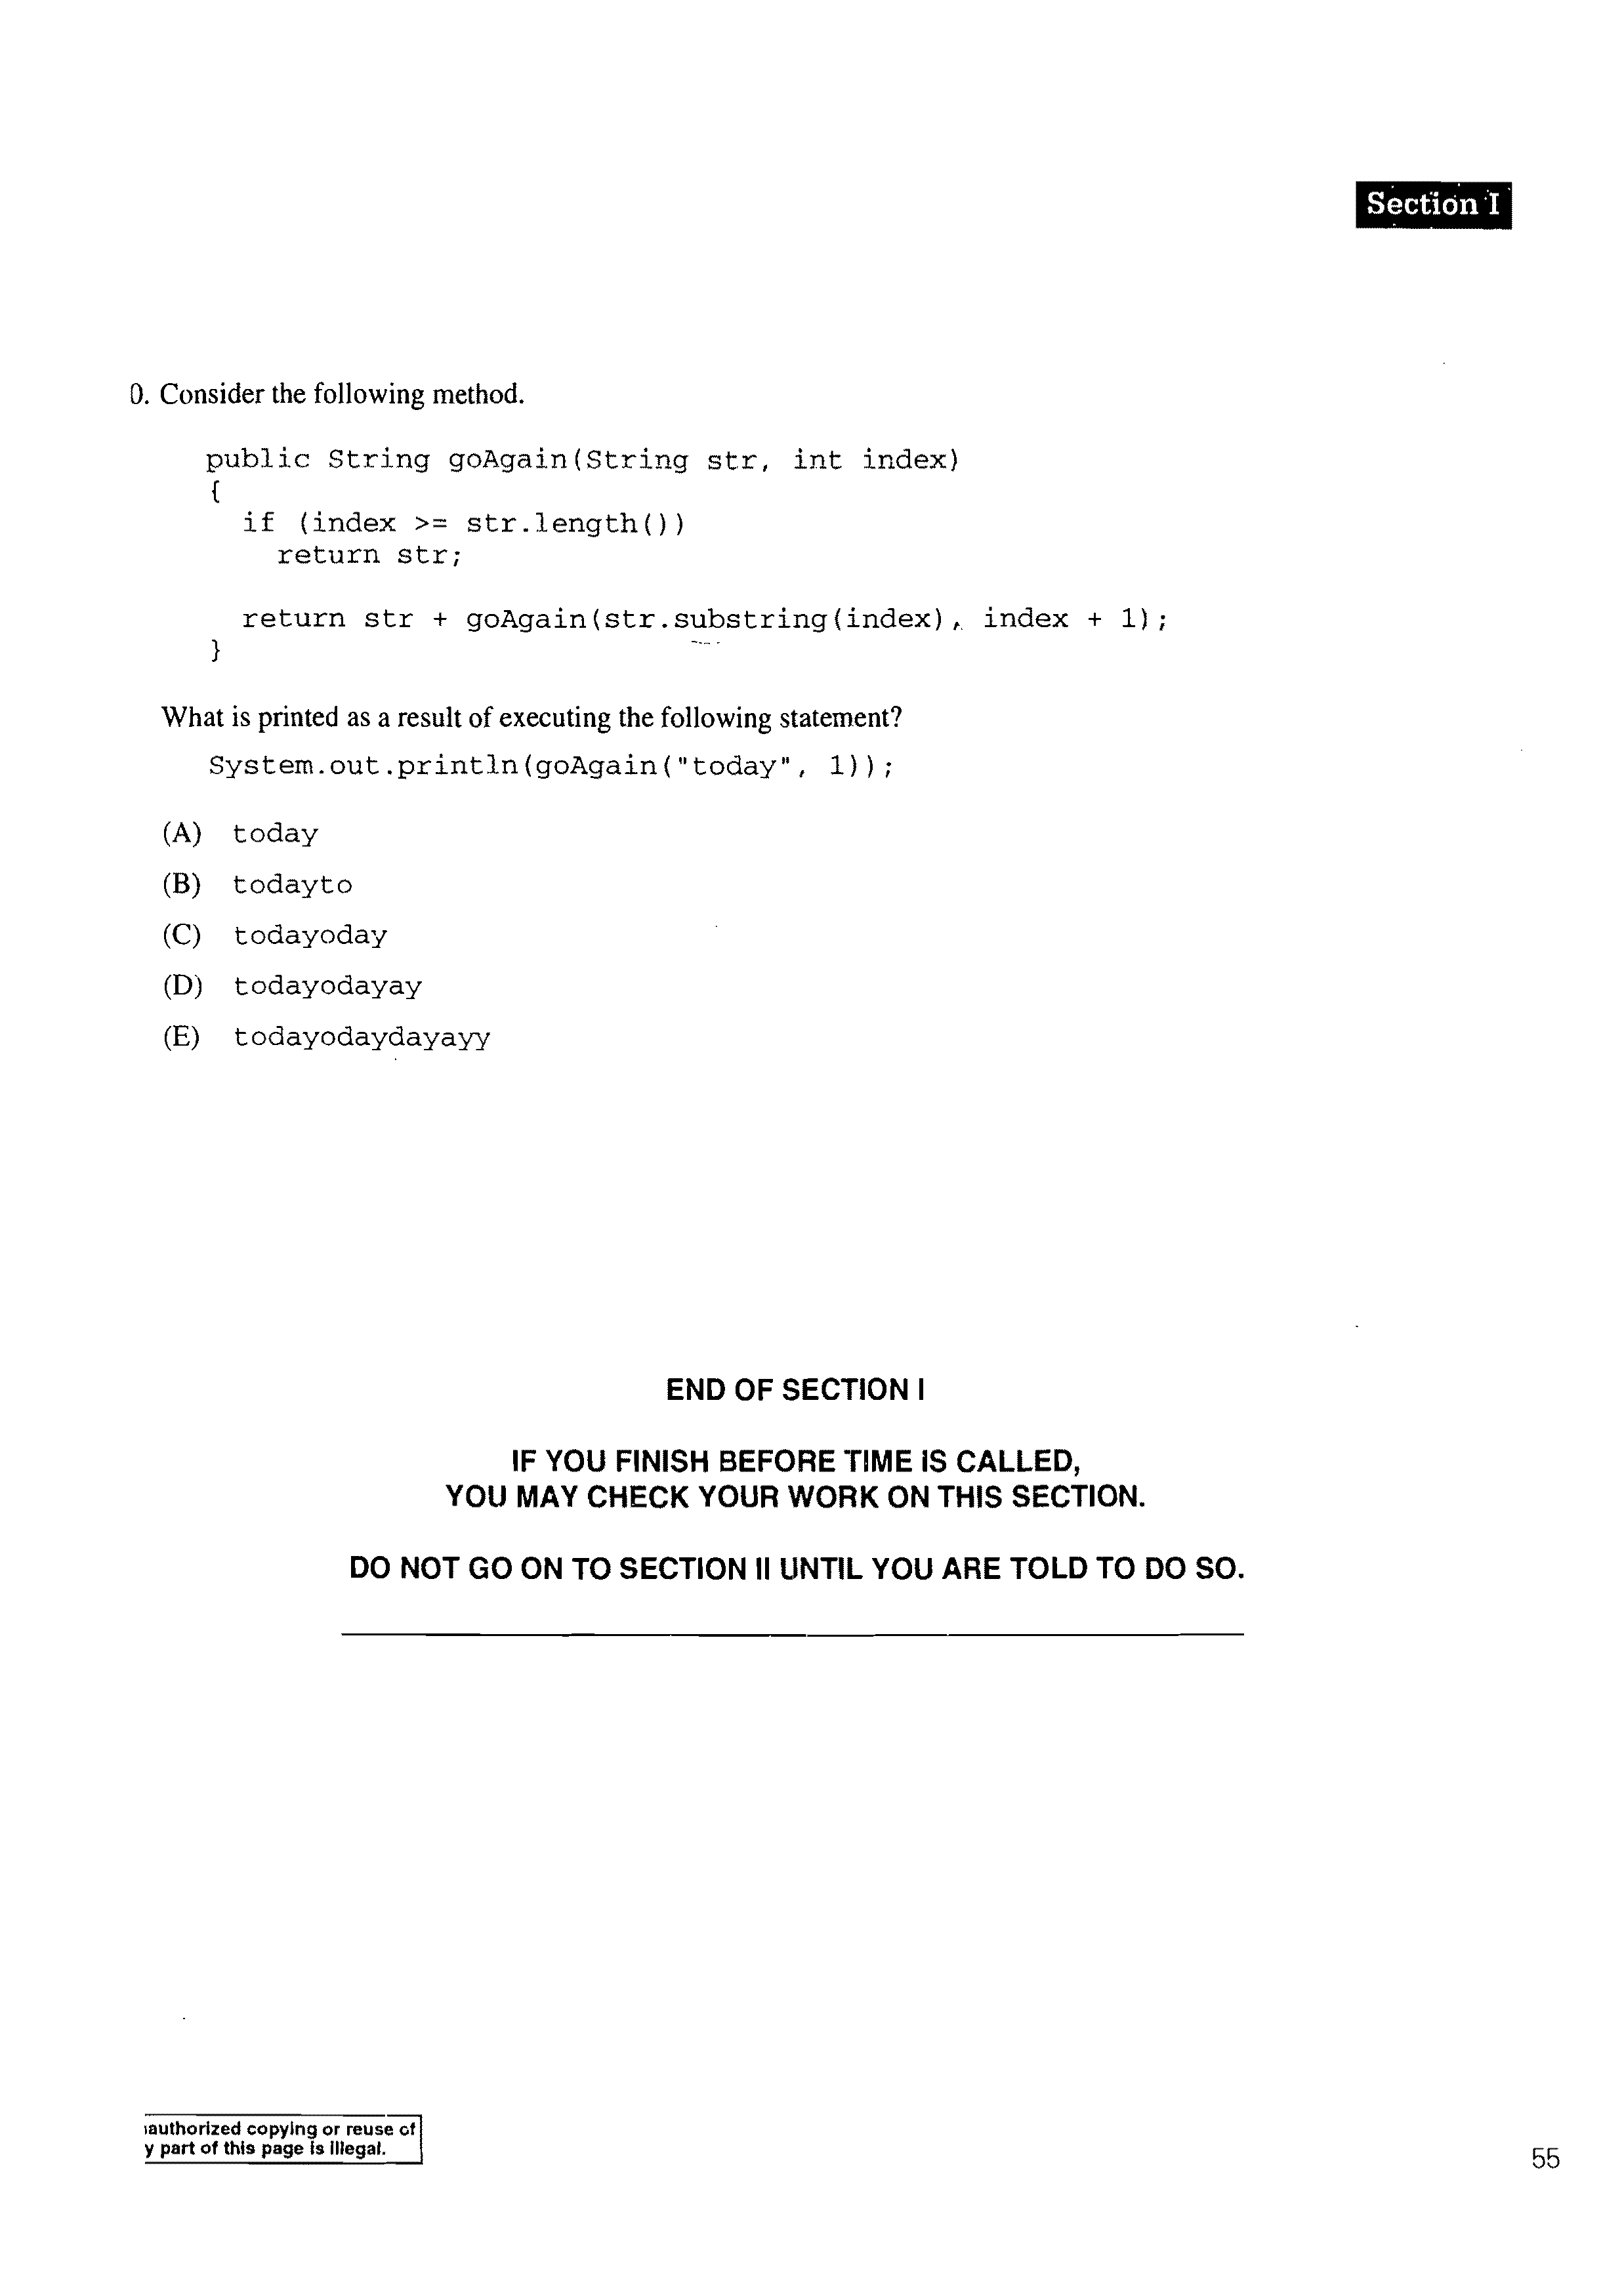 Section I
0. Consider the following method.
public String goAgain(String str, int index)
{
if (index >= str.length())
return str;
return str + goAgain(str.substring(index), index + 1);
}
What is printed as a result of executing the following statement?
System.out.println(goAgain("today", 1));
(A) today
(B) todayto
(C) todayoday
(D) todayodayay
(E) todayodaydayayy
END OF SECTION I
IF YOU FINISH BEFORE TIME IS CALLED,
YOU MAY CHECK YOUR WORK ON THIS SECTION.
DO NOT GO ON TO SECTION II UNTIL YOU ARE TOLD TO DO SO.
authorized copying or reuse of
y part of this page is illegal.
55